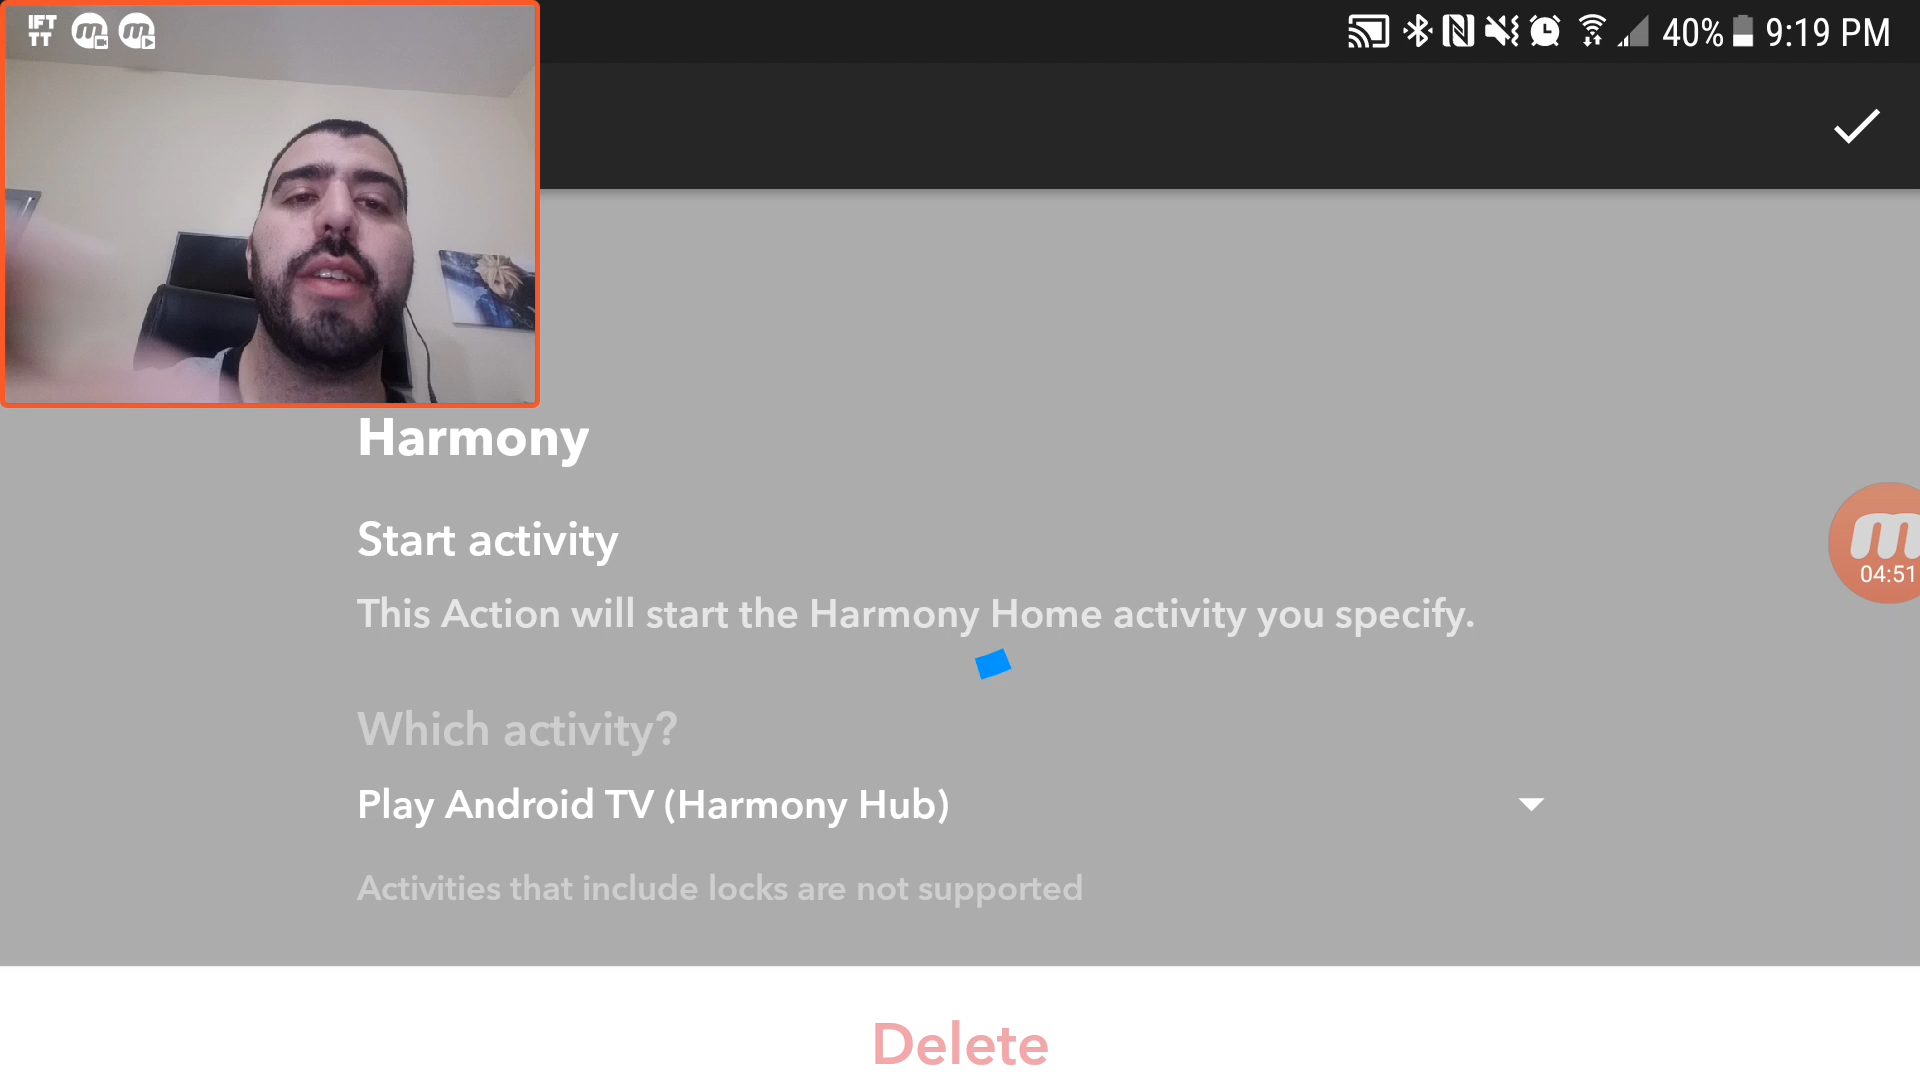 IFTTT
40% 9:19 PM
Harmony
Start activity
This Action will start the Harmony Home activity you specify.
04:51
Which activity?
Play Android TV (Harmony Hub)
Activities that include locks are not supported
Delete